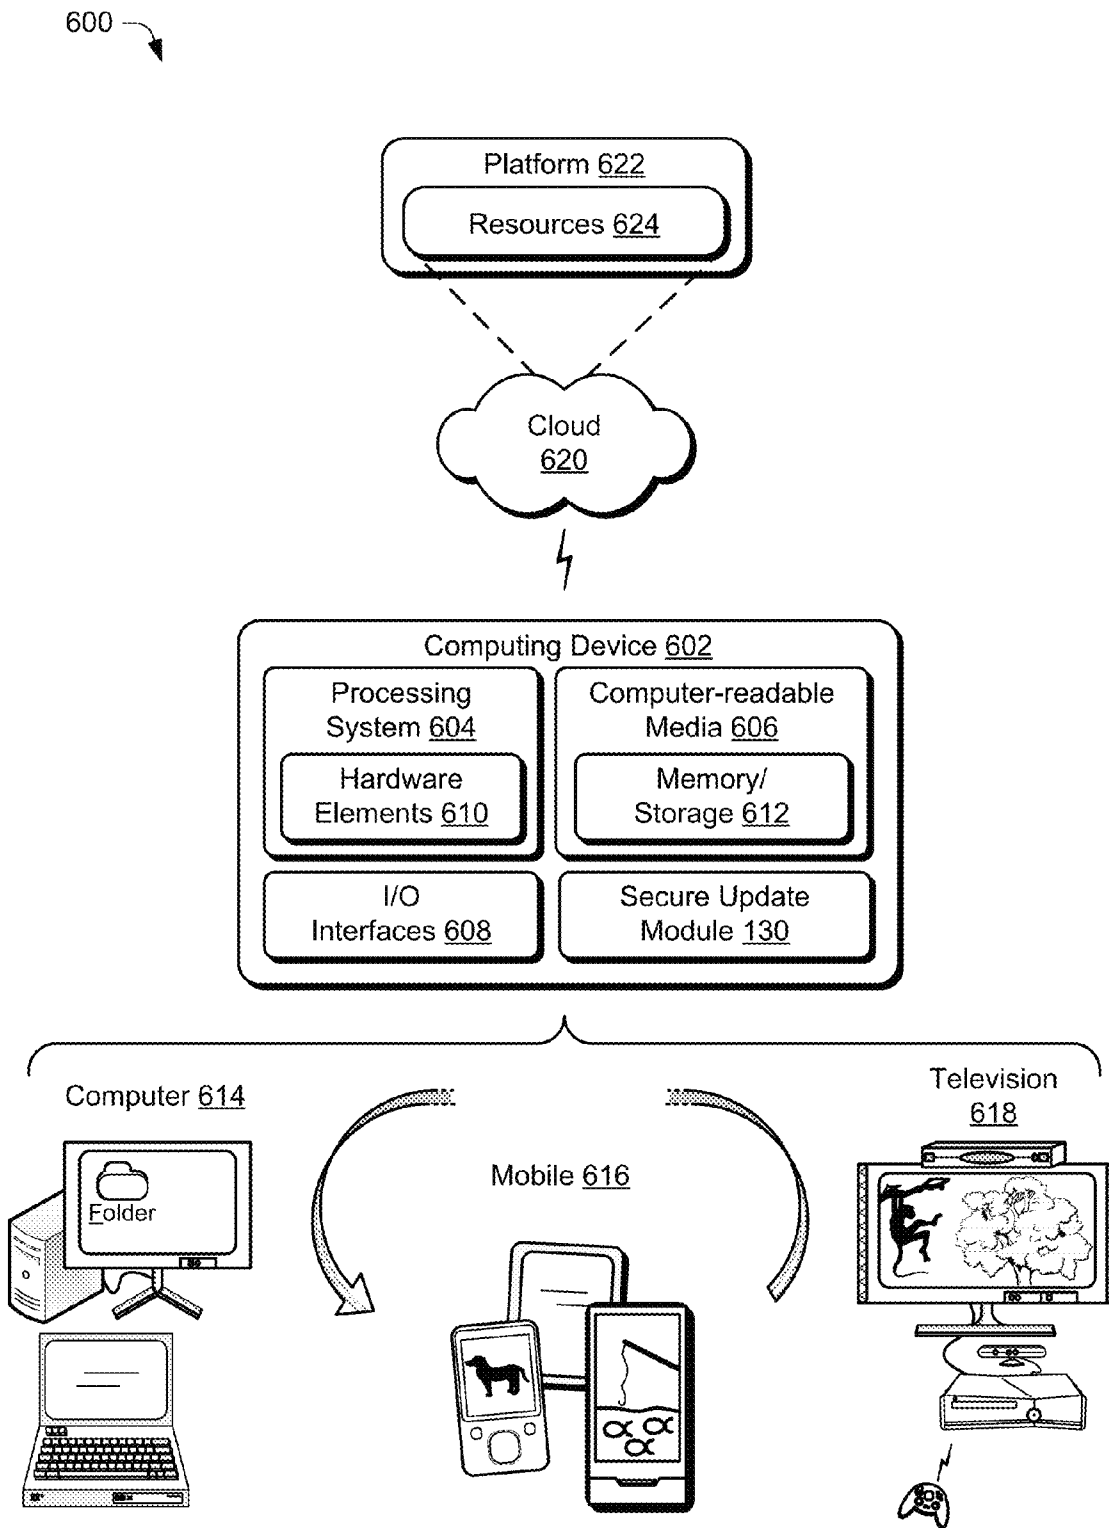 600
Platform 622
Resources 624
Cloud
620
Computing Device 602
Processing
System 604
Hardware
Elements 610
Computer-readable
Media 606
Memory/
Storage 612
I/O
Interfaces 608
Secure Update
Module 130
Computer 614
Folder
Mobile 616
Television
618